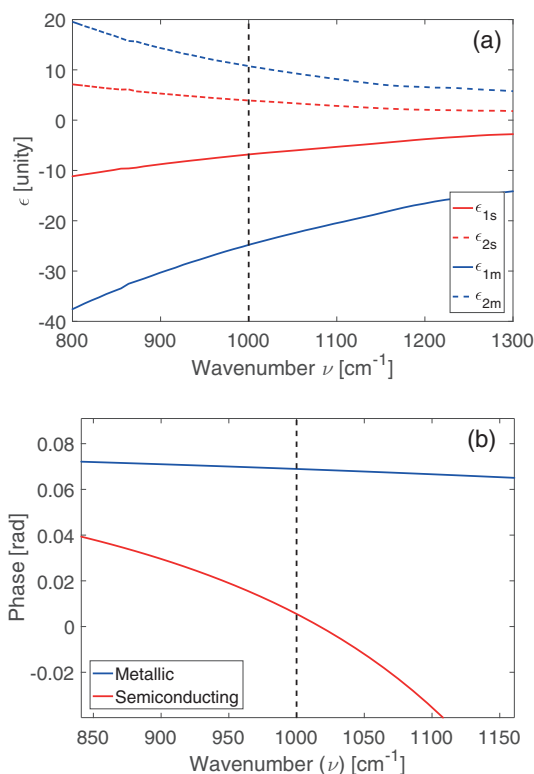 (a)
20
10
0
-10
-20
-30
-40
ϵ [unity]
ϵ1s
ϵ2s
ϵ1m
ϵ2m
800 900 1000 1100 1200 1300
Wavenumber ν [cm-1]
(b)
0.08
0.06
0.04
0.02
0
-0.02
Phase [rad]
Metallic
Semiconducting
850 900 950 1000 1050 1100 1150
Wavenumber (ν) [cm-1]